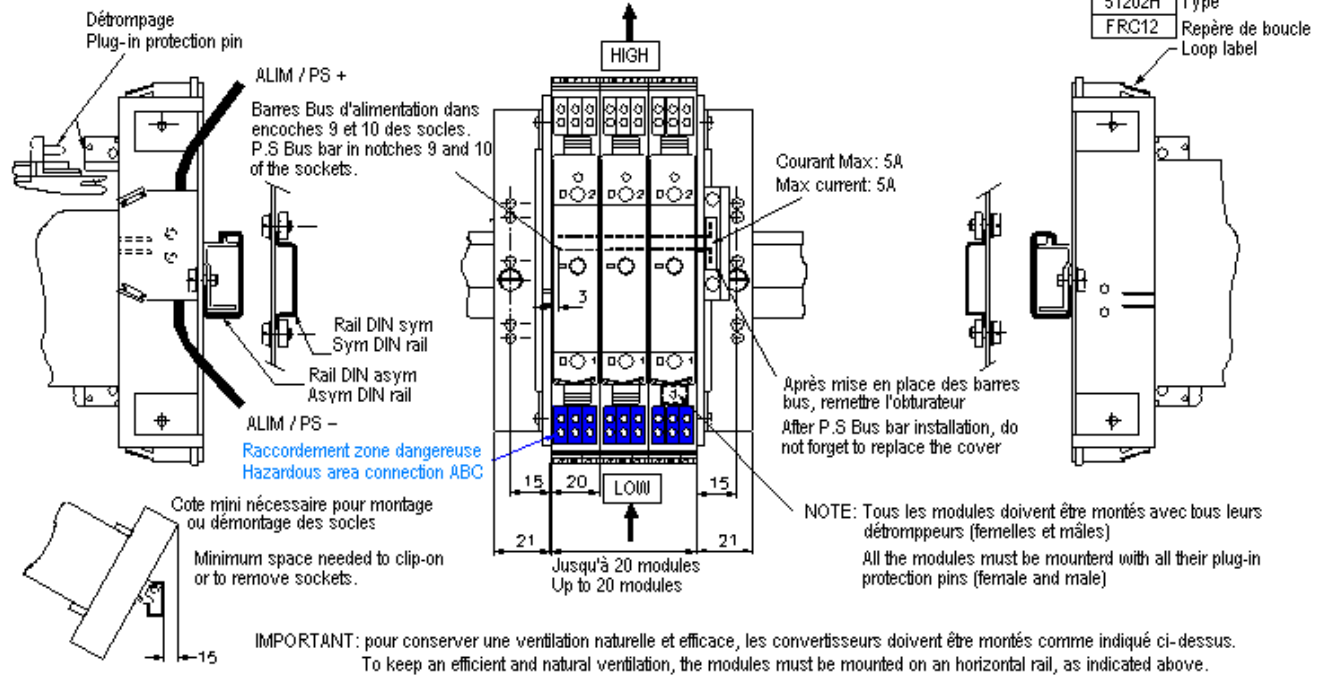 51202H Type
FRC12 Repère de boucle
Loop label
Détrompage
Plug-in protection pin
ALIM / PS +
HIGH
Barres Bus d'alimentation dans
encoches 9 et 10 des socles.
P.S Bus bar in notches 9 and 10
of the sockets.
Courant Max: 5A
Max current: 5A
2
2
2
3
Rail DIN sym
Sym DIN rail
Rail DIN asym
Asym DIN rail
1
1
1
ALIM / PS –
Raccordement zone dangereuse
Hazardous area connection ABC
Après mise en place des barres
bus, remettre l'obturateur
After P.S Bus bar installation, do
not forget to replace the cover
15
20
LOW
15
21
21
Jusqu'à 20 modules
Up to 20 modules
Cote mini nécessaire pour montage
ou démontage des socles
Minimum space needed to clip-on
or to remove sockets.
15
NOTE: Tous les modules doivent être montés avec tous leurs
détromppeurs (femelles et mâles)
All the modules must be mounterd with all their plug-in
protection pins (female and male)
IMPORTANT: pour conserver une ventilation naturelle et efficace, les convertisseurs doivent être montés comme indiqué ci-dessus.
To keep an efficient and natural ventilation, the modules must be mounted on an horizontal rail, as indicated above.